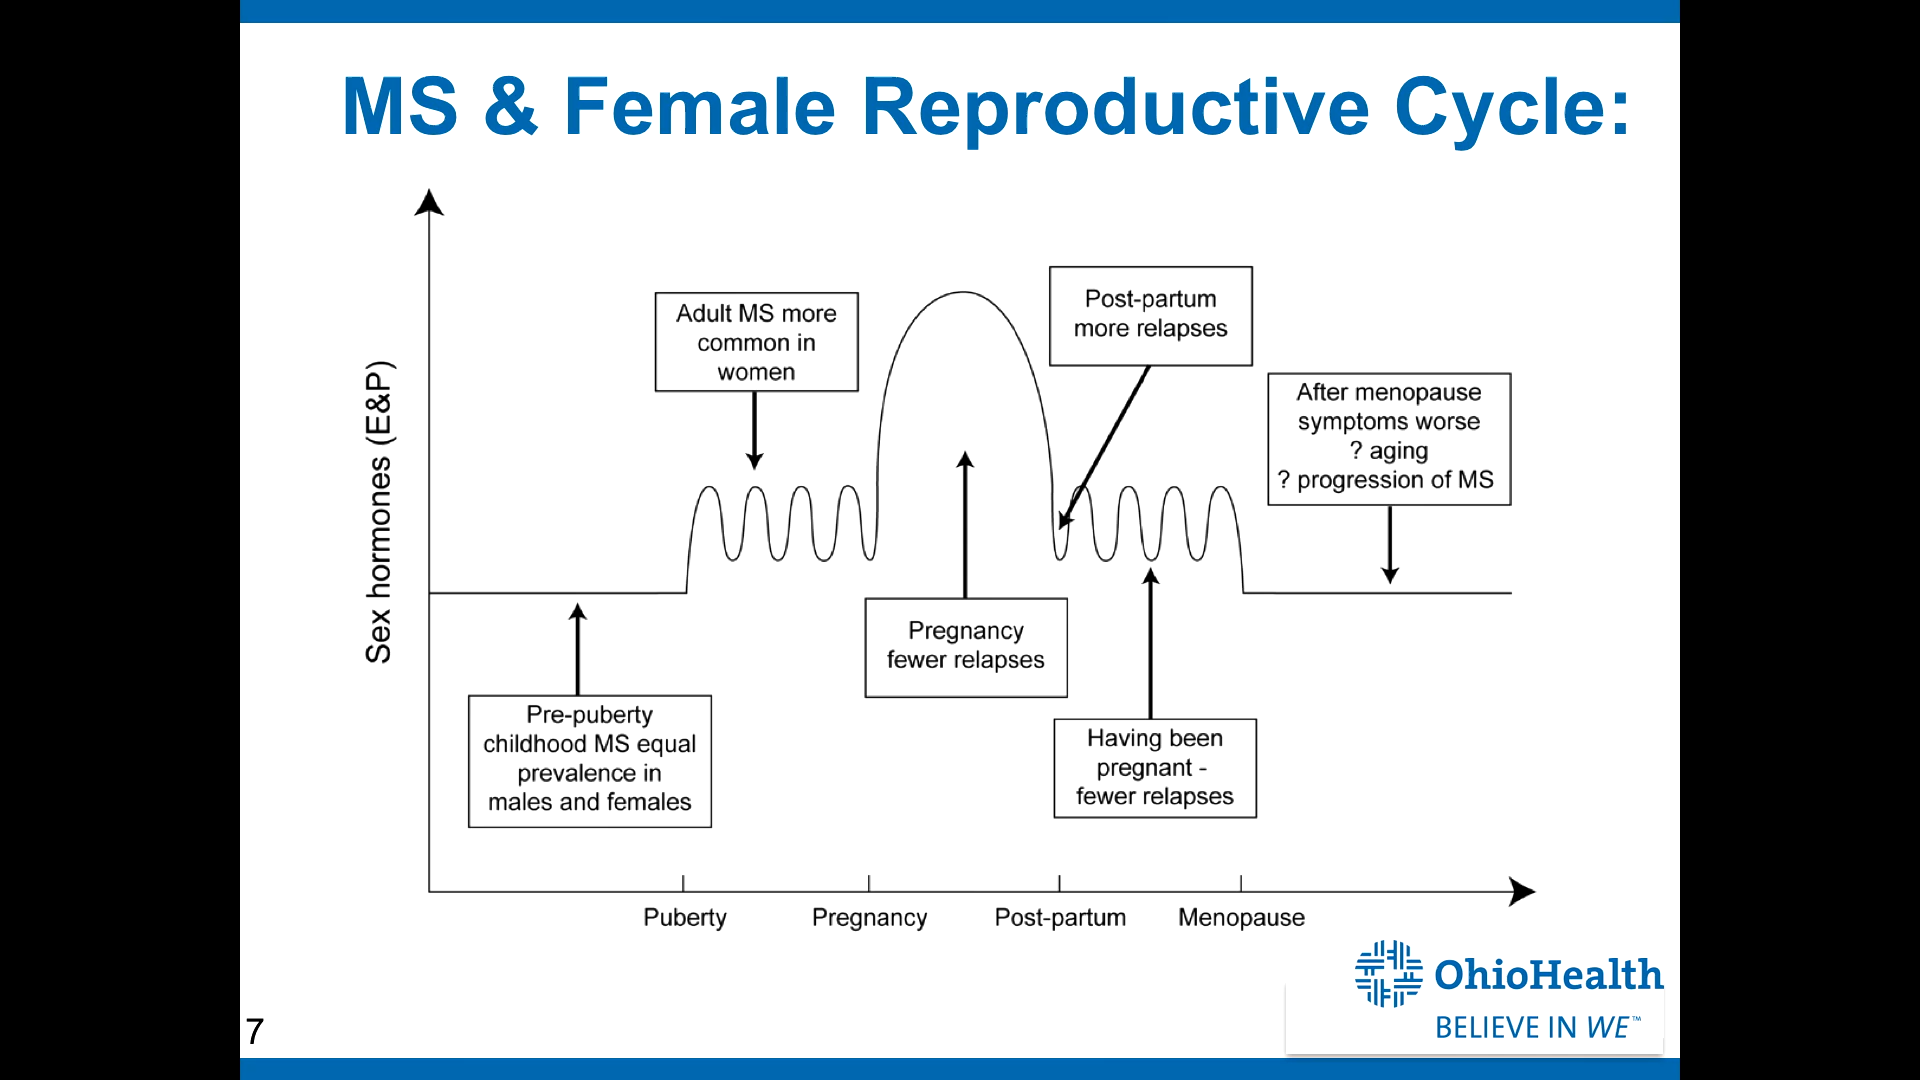 MS & Female Reproductive Cycle:
Sex hormones (E&P)
Adult MS more
common in
women
Post-partum
more relapses
After menopause
symptoms worse
? aging
? progression of MS
Pregnancy
fewer relapses
Pre-puberty
childhood MS equal
prevalence in
males and females
Having been
pregnant -
fewer relapses
Puberty
Pregnancy
Post-partum
Menopause
OhioHealth
BELIEVE IN WE™
7